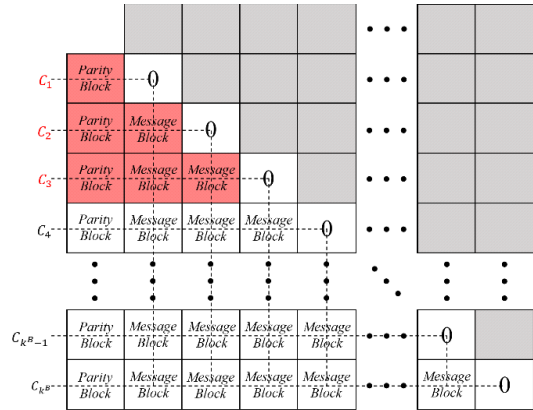 C₁ Parity Block 0
C₂ Parity Block Message Block 0
C₃ Parity Block Message Block Message Block 0
C₄ Parity Block Message Block Message Block Message Block 0
C_{k^B-1} Parity Block Message Block Message Block Message Block Message Block 0
C_{k^B} Parity Block Message Block Message Block Message Block Message Block Message Block 0